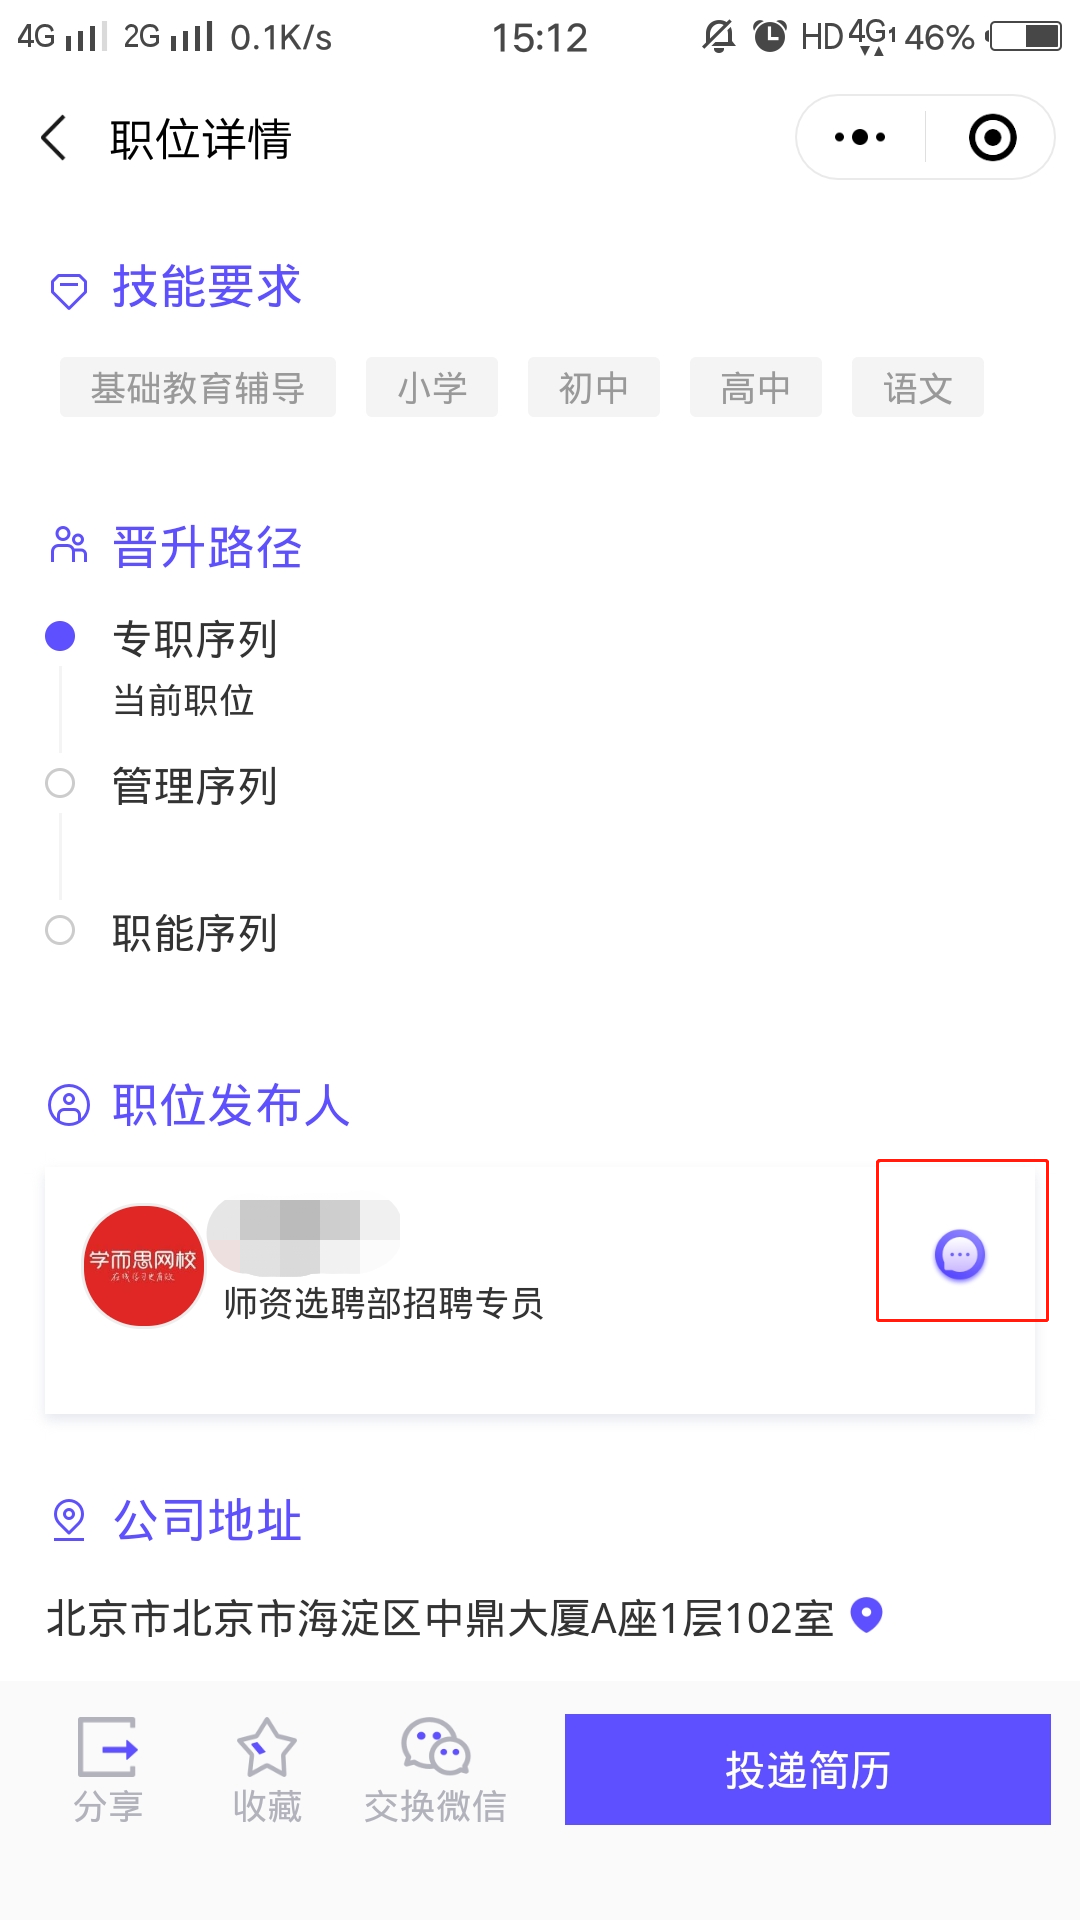 4G 2G 0.1K/s 15:12 HD 4G1 46%
职位详情
技能要求
基础教育辅导 小学 初中 高中 语文
晋升路径
专职序列
当前职位
管理序列
职能序列
职位发布人
学而思网校
师资选聘部招聘专员
公司地址
北京市北京市海淀区中鼎大厦A座1层102室
分享 收藏 交换微信 投递简历